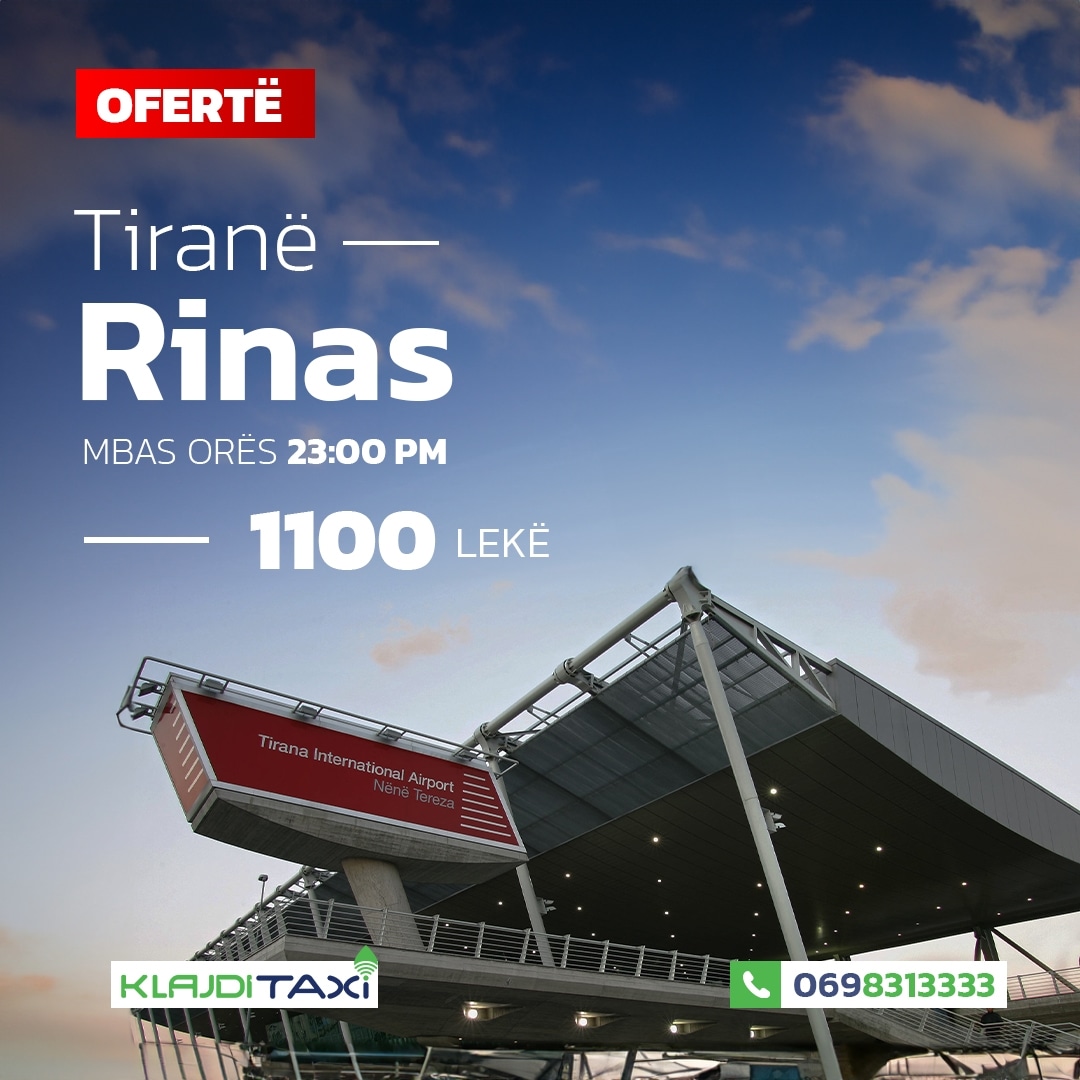 OFERTË
Tiranë —
Rinas
MBAS ORËS 23:00 PM
— 1100 LEKË
Tirana International Airport
Nënë Tereza
KLAJDITAXI
0698313333